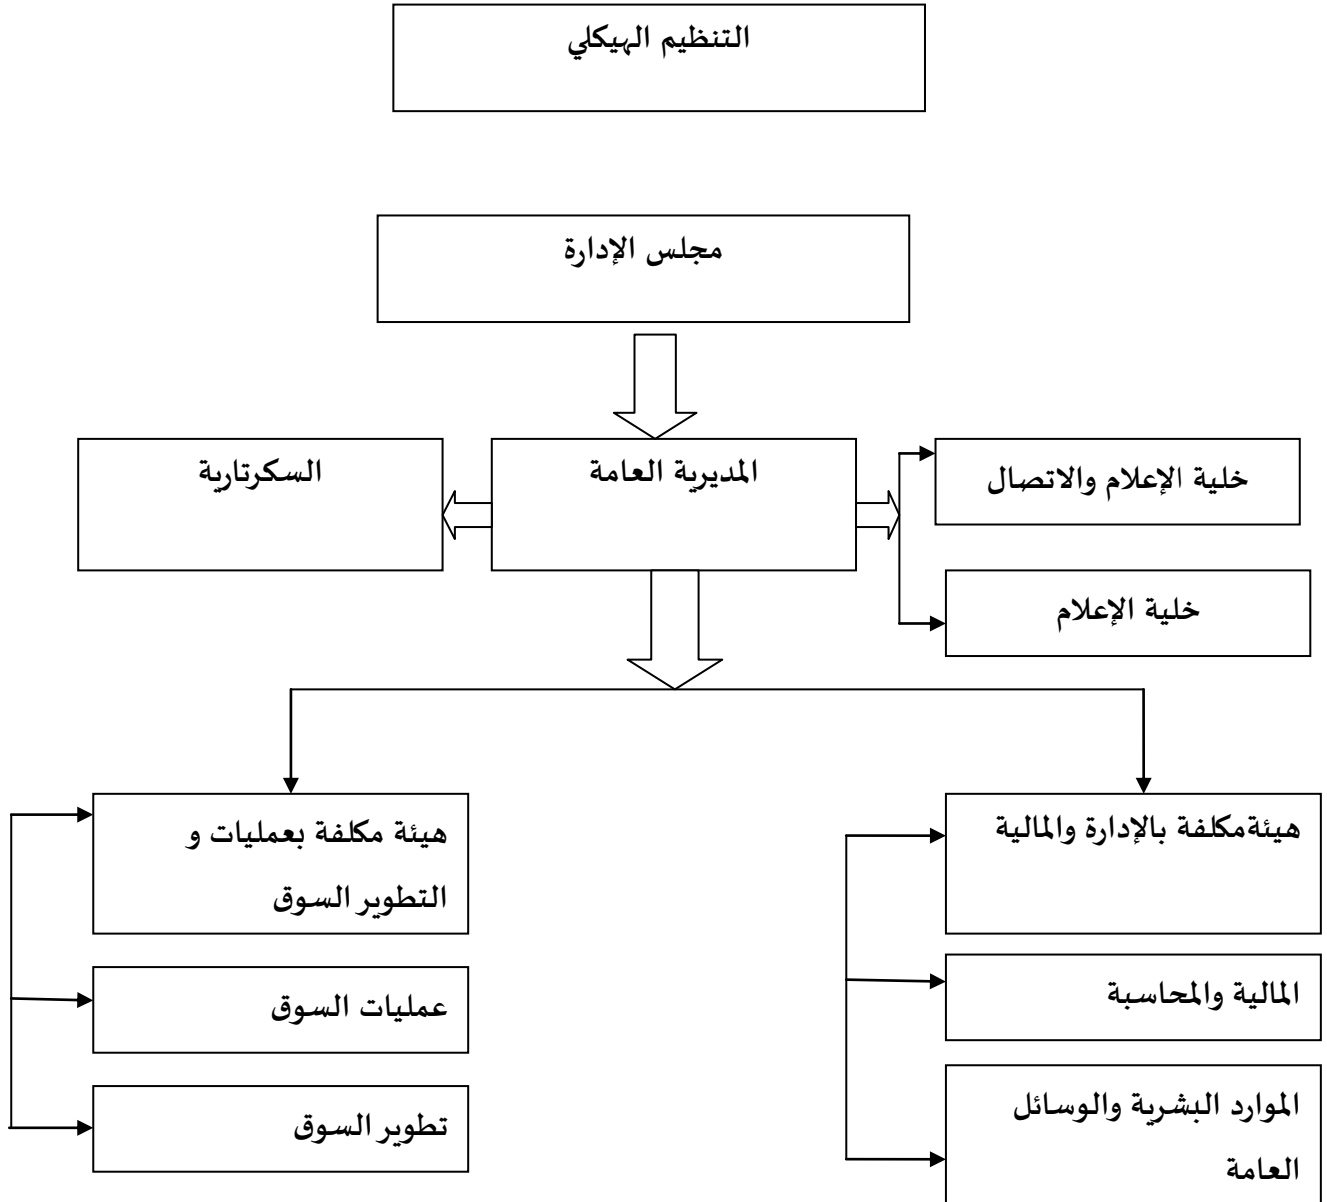 التنظيم الهيكلي
مجلس الإدارة
خلية الإعلام والاتصال
المديرية العامة
السكرتارية
خلية الإعلام
هيئةمكلفة بالإدارة والمالية
هيئة مكلفة بعمليات و
التطوير السوق
المالية والمحاسبة
عمليات السوق
الموارد البشرية والوسائل
العامة
تطوير السوق